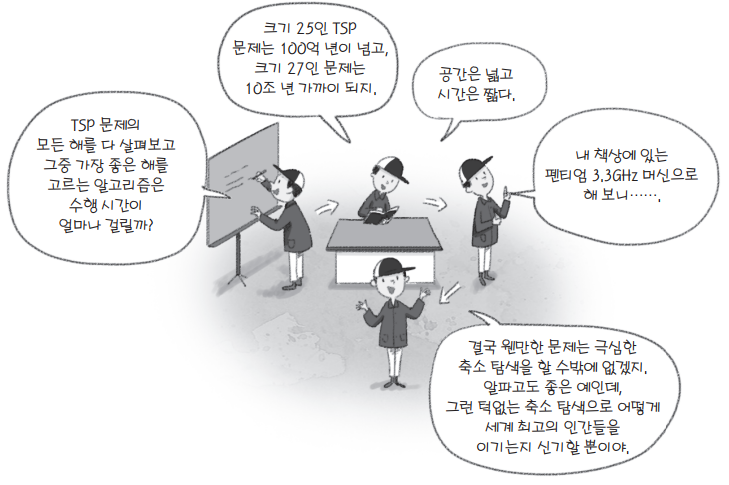 TSP 문제의
모든 해를 다 살펴보고
그중 가장 좋은 해를
고르는 알고리즘은
수행 시간이
얼마나 걸릴까?
크기 25인 TSP
문제는 100억 년이 넘고,
크기 27인 문제는
10조 년 가까이 되지.
공간은 넓고
시간은 짧다.
내 책상에 있는
펜티엄 3.3GHz 머신으로
해 보니…….
결국 웬만한 문제는 극심한
축소 탐색을 할 수밖에 없겠지.
알파고도 좋은 예인데,
그런 턱없는 축소 탐색으로 어떻게
세계 최고의 인간들을
이기는지 신기할 뿐이야.